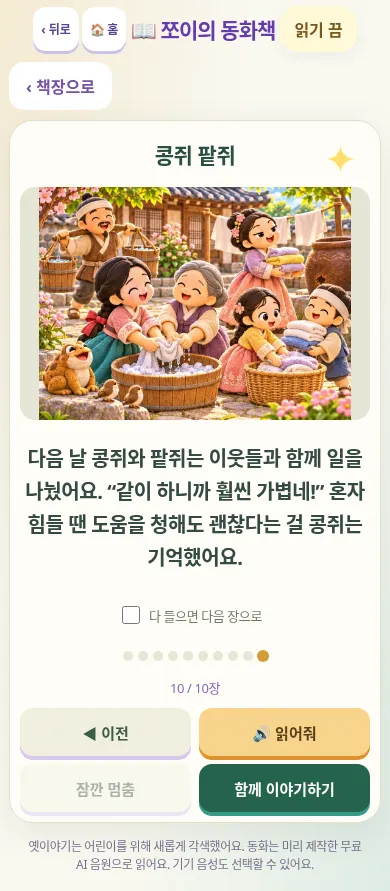 ‹ 뒤로
🏠 홈
📖 쪼이의 동화책
읽기 끔
‹ 책장으로
콩쥐 팥쥐
다음 날 콩쥐와 팥쥐는 이웃들과 함께 일을
나눴어요. “같이 하니까 훨씬 가볍네!” 혼자
힘들 땐 도움을 청해도 괜찮다는 걸 콩쥐는
기억했어요.
다 들으면 다음 장으로
10 / 10장
◀ 이전
🔊 읽어줘
잠깐 멈춤
함께 이야기하기
옛이야기는 어린이를 위해 새롭게 각색했어요. 동화는 미리 제작한 무료
AI 음원으로 읽어요. 기기 음성도 선택할 수 있어요.